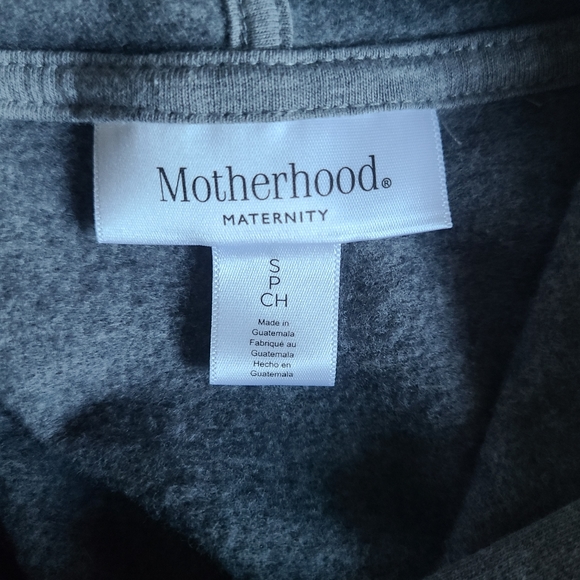 Motherhood®
MATERNITY
S
P
CH
Made in
Guatemala
Fabriqué au
Guatemala
Hecho en
Guatemala